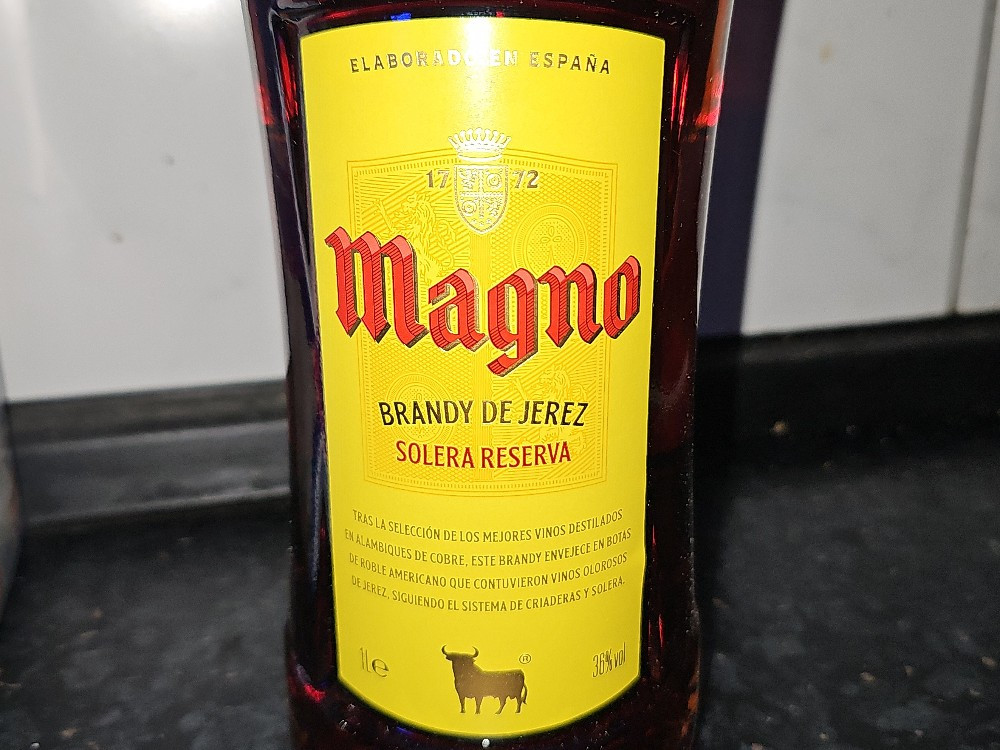 ELABORADO EN ESPAÑA
17 72
Magno
BRANDY DE JEREZ
SOLERA RESERVA
TRAS LA SELECCIÓN DE LOS MEJORES VINOS DESTILADOS
EN ALAMBIQUES DE COBRE, ESTE BRANDY ENVEJECE EN BOTAS
DE ROBLE AMERICANO QUE CONTUVIERON VINOS OLOROSOS
DE JEREZ, SIGUIENDO EL SISTEMA DE CRIADERAS Y SOLERA.
1L℮ ® 36% vol